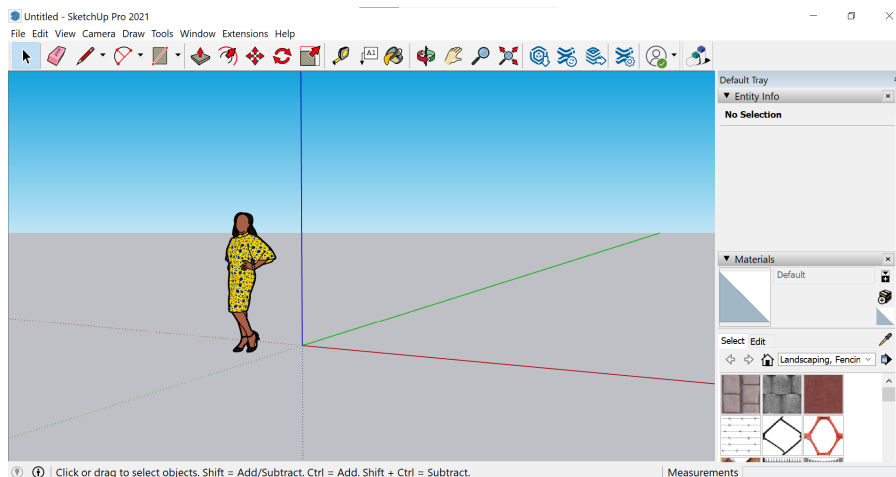 Untitled - SketchUp Pro 2021
File Edit View Camera Draw Tools Window Extensions Help
A1
Default Tray
Entity Info
No Selection
Materials
Default
Select Edit
Landscaping, Fencin
Click or drag to select objects. Shift = Add/Subtract. Ctrl = Add. Shift + Ctrl = Subtract.
Measurements